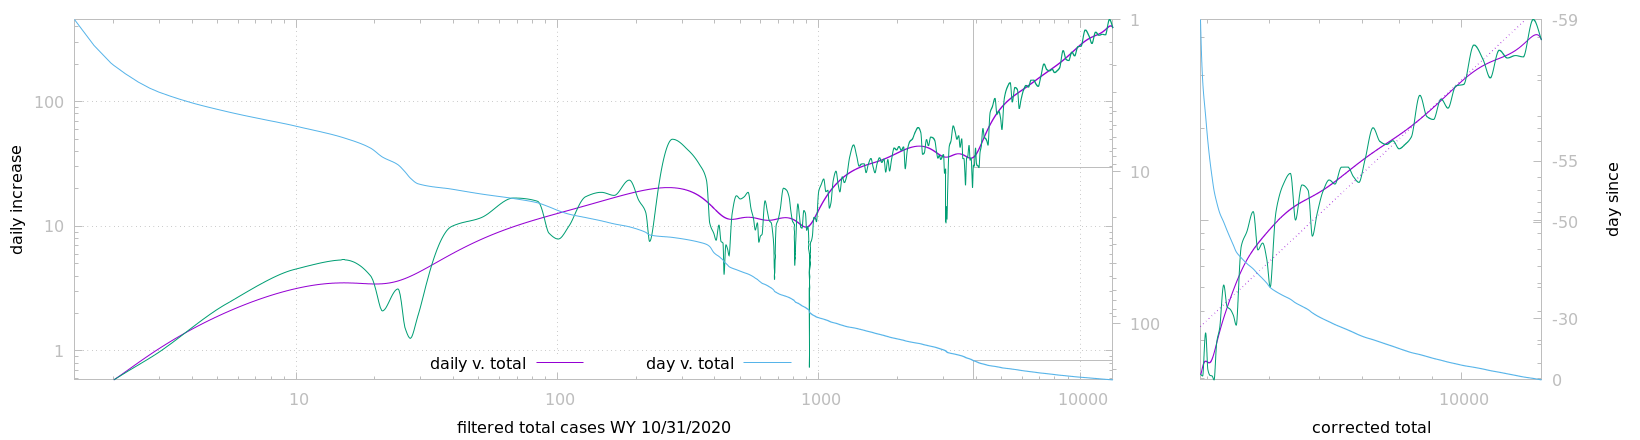 daily increase
100
10
1
10
100
1000
10000
1
10
100
daily v. total
day v. total
filtered total cases WY 10/31/2020
-59
-55
-50
-30
0
day since
10000
corrected total